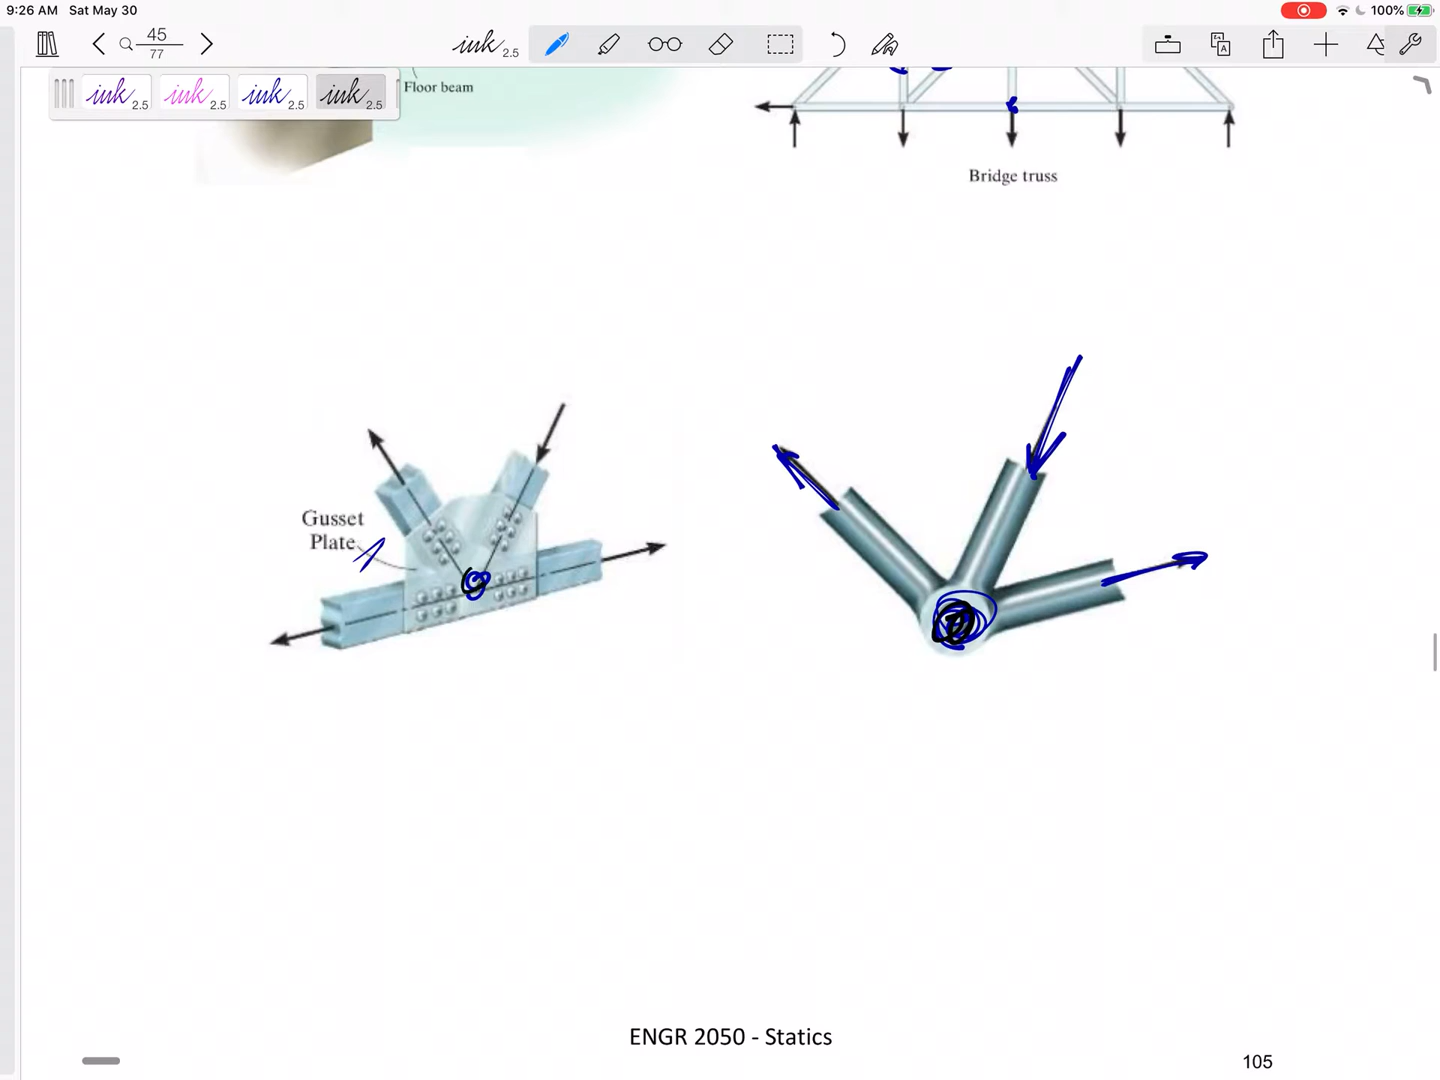 9:26 AM Sat May 30
100%
45
77
ink 2.5
ink 2.5
ink 2.5
ink 2.5
ink 2.5
Floor beam
Bridge truss
Gusset
Plate
ENGR 2050 - Statics
105